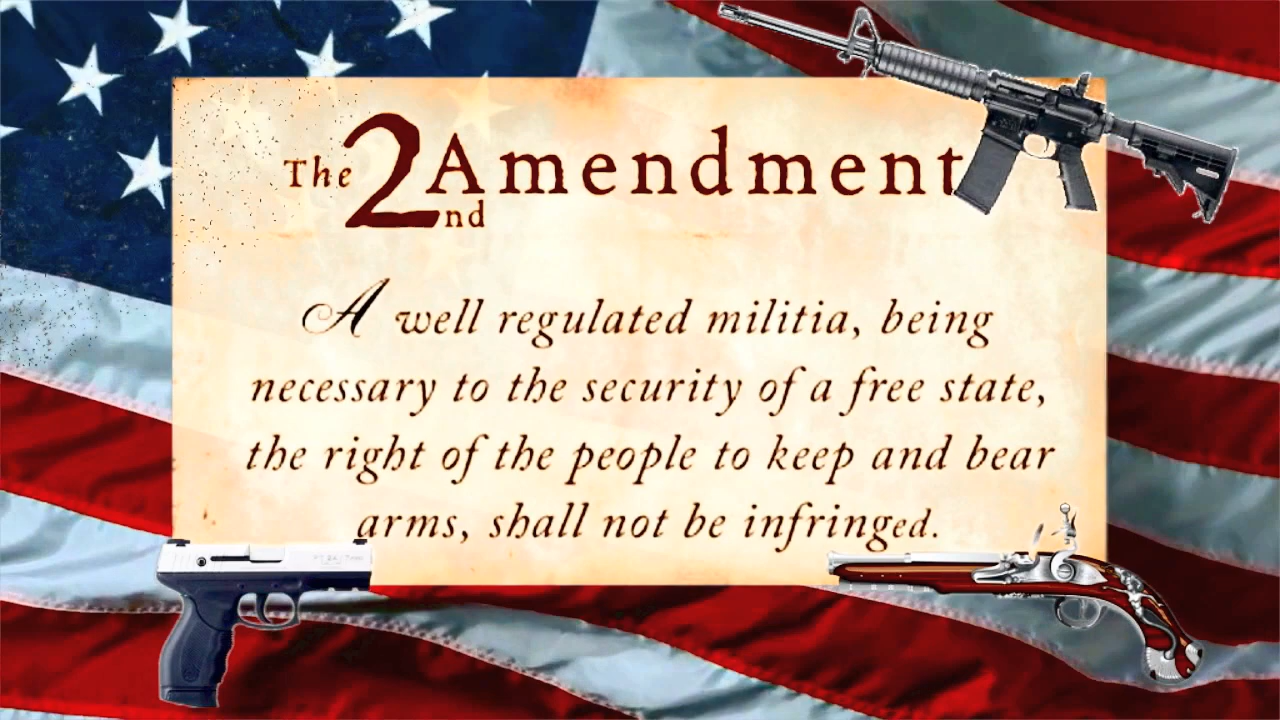 The 2nd Amendment
A well regulated militia, being
necessary to the security of a free state,
the right of the people to keep and bear
arms, shall not be infringed.